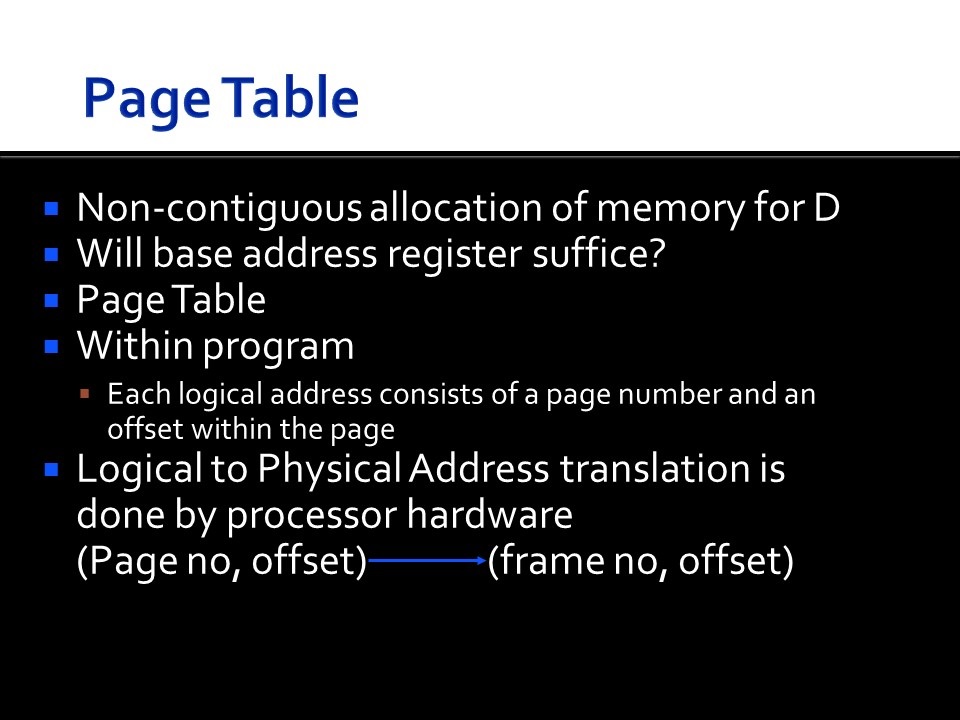 Page Table
Non-contiguous allocation of memory for D
Will base address register suffice?
Page Table
Within program
Each logical address consists of a page number and an
offset within the page
Logical to Physical Address translation is
done by processor hardware
(Page no, offset) (frame no, offset)